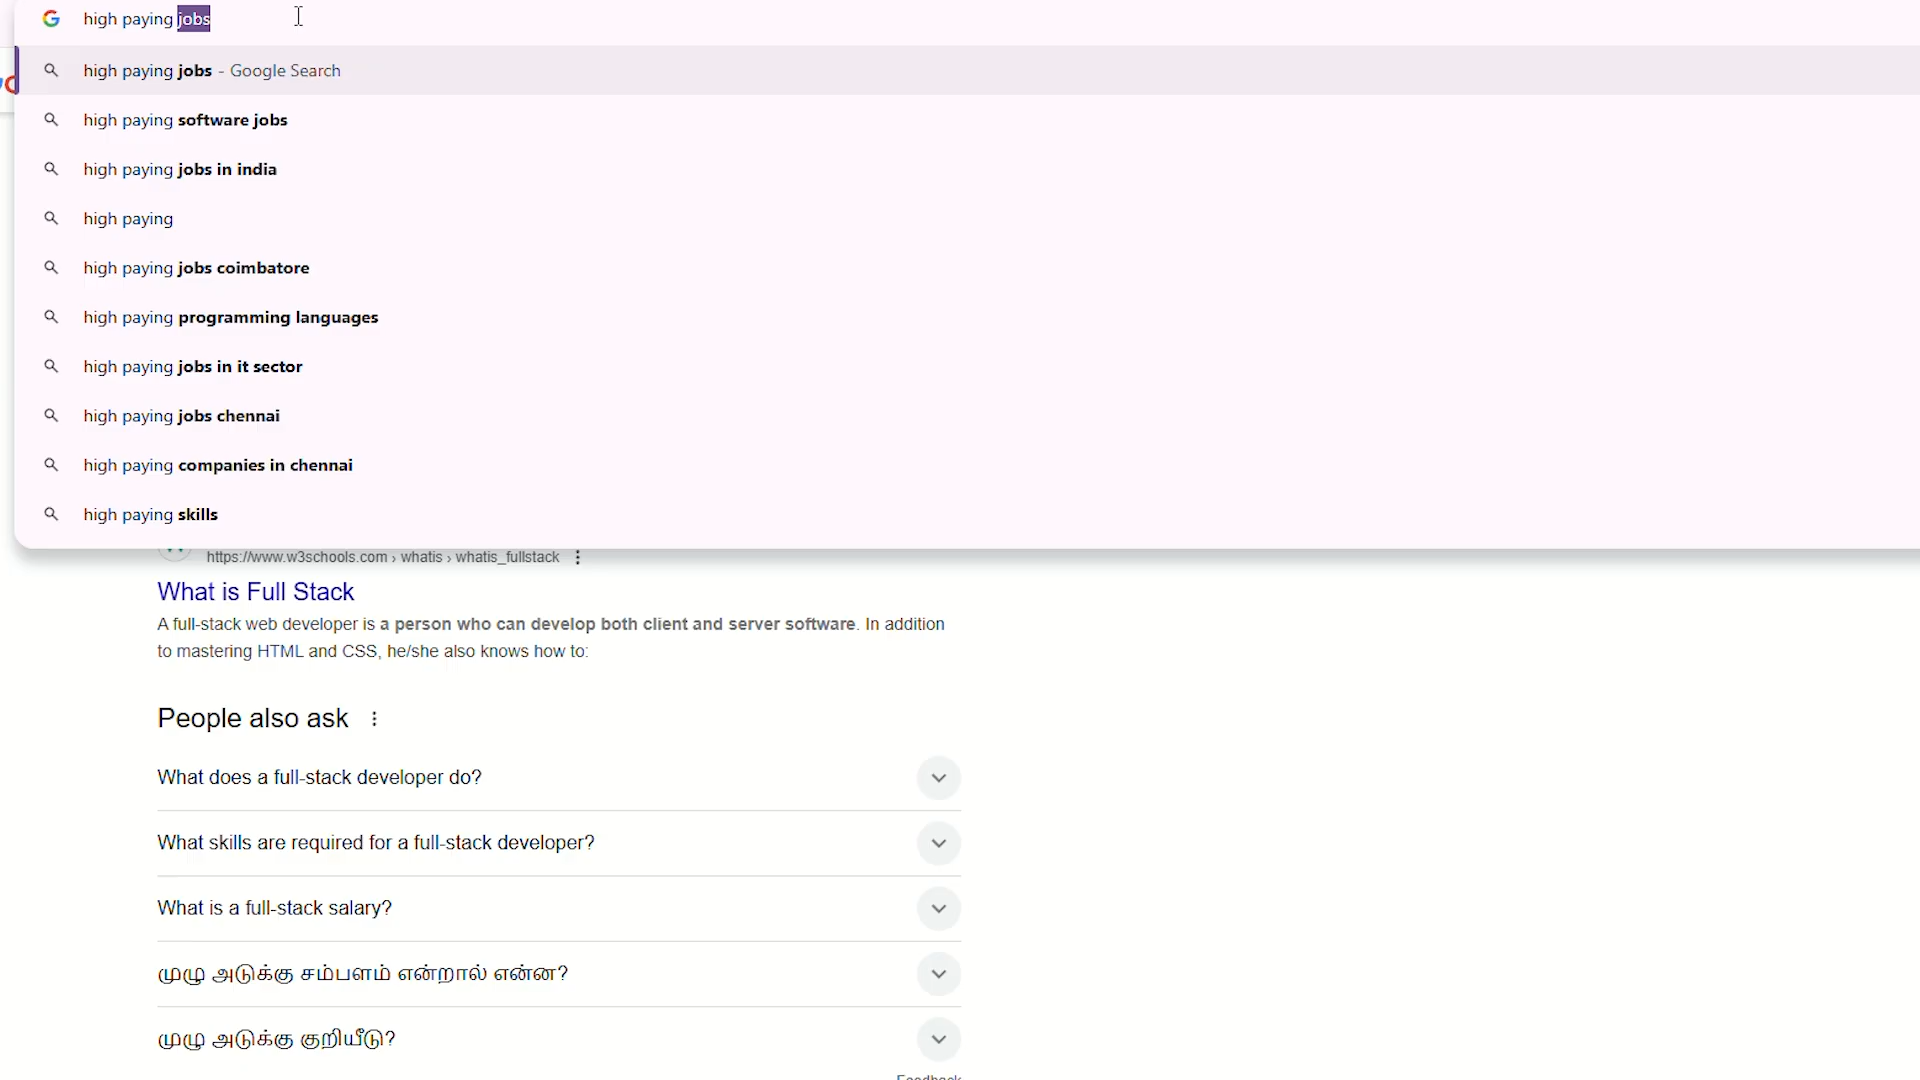 high paying jobs
high paying jobs - Google Search
high paying software jobs
high paying jobs in india
high paying
high paying jobs coimbatore
high paying programming languages
high paying jobs in it sector
high paying jobs chennai
high paying companies in chennai
high paying skills
https://www.w3schools.com › whatis › whatis_fullstack
What is Full Stack
A full-stack web developer is a person who can develop both client and server software. In addition
to mastering HTML and CSS, he/she also knows how to:
People also ask
What does a full-stack developer do?
What skills are required for a full-stack developer?
What is a full-stack salary?
முழு அடுக்கு சம்பளம் என்றால் என்ன?
முழு அடுக்கு குறியீடு?
Feedback